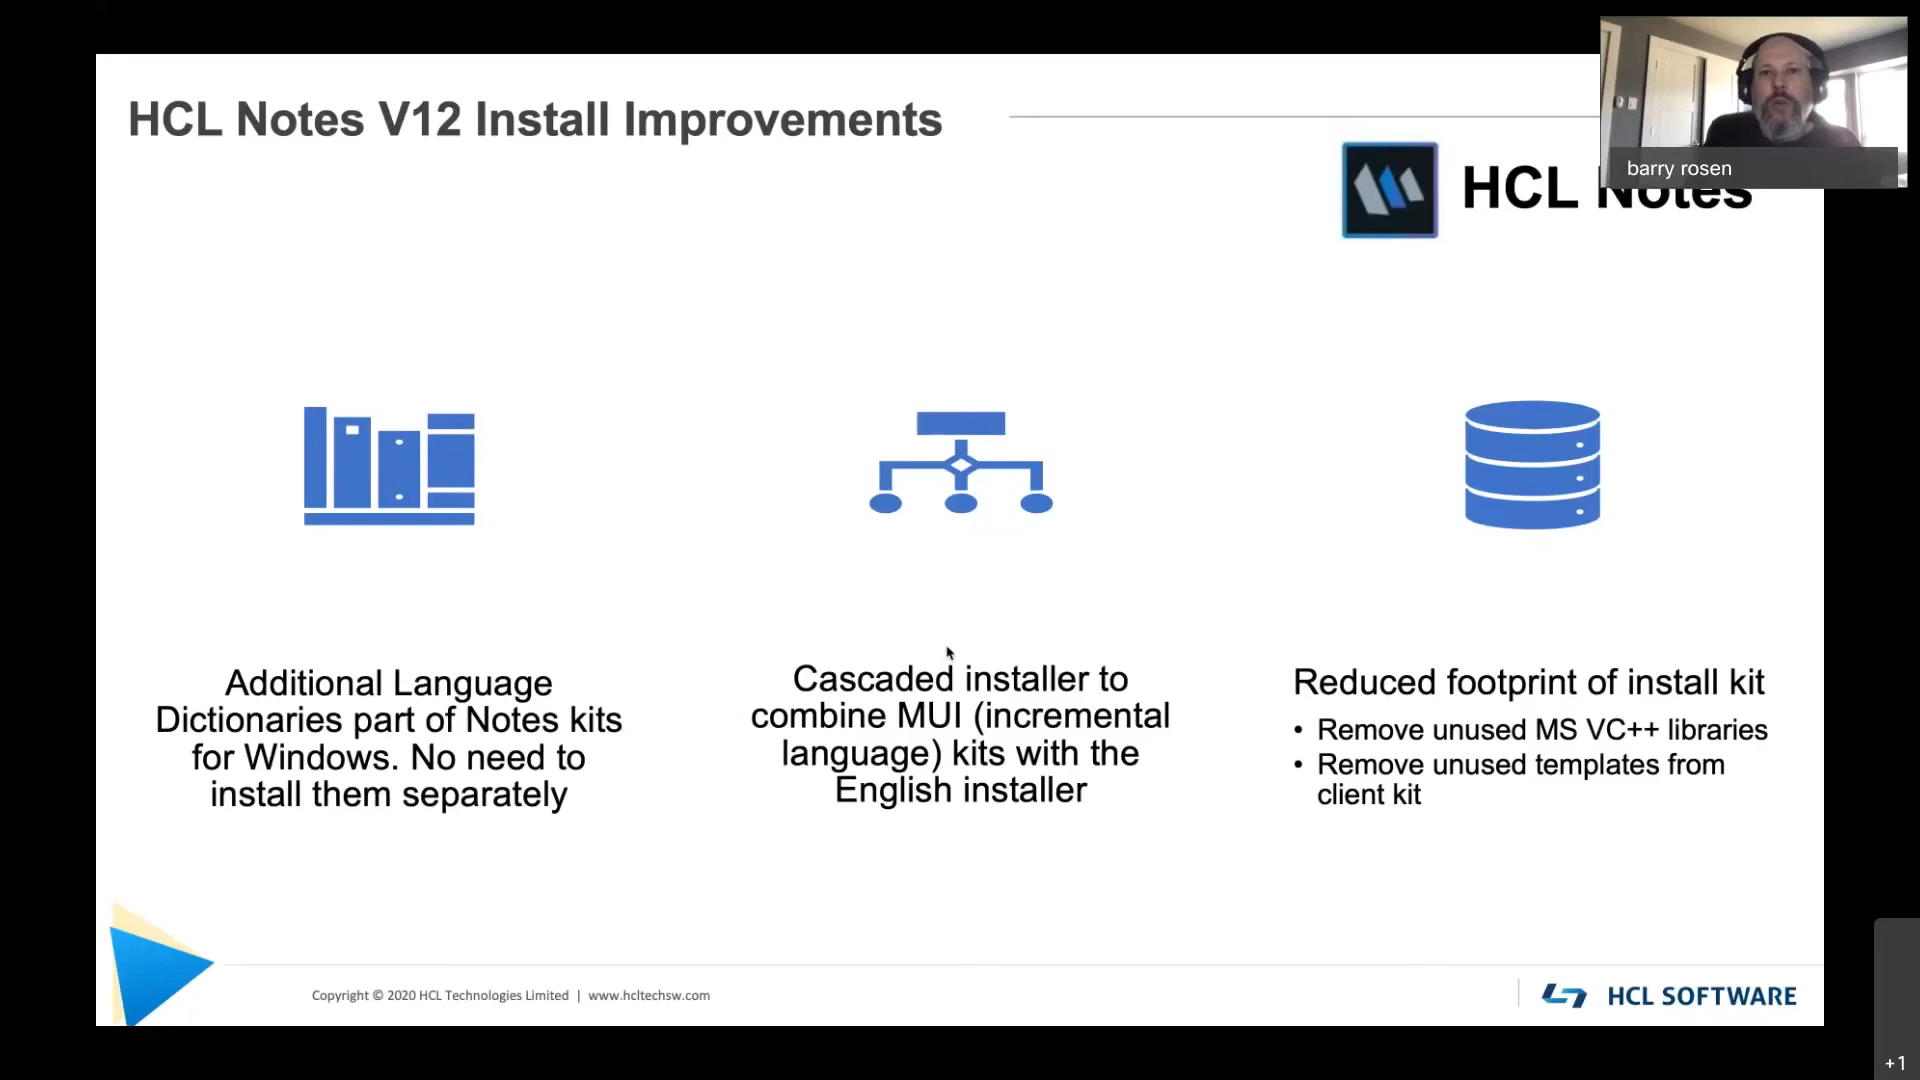 HCL Notes V12 Install Improvements
barry rosen
HCL Notes
Additional Language
Dictionaries part of Notes kits
for Windows. No need to
install them separately
Cascaded installer to
combine MUI (incremental
language) kits with the
English installer
Reduced footprint of install kit
• Remove unused MS VC++ libraries
• Remove unused templates from
client kit
Copyright © 2020 HCL Technologies Limited | www.hcltechsw.com
HCL SOFTWARE
+1